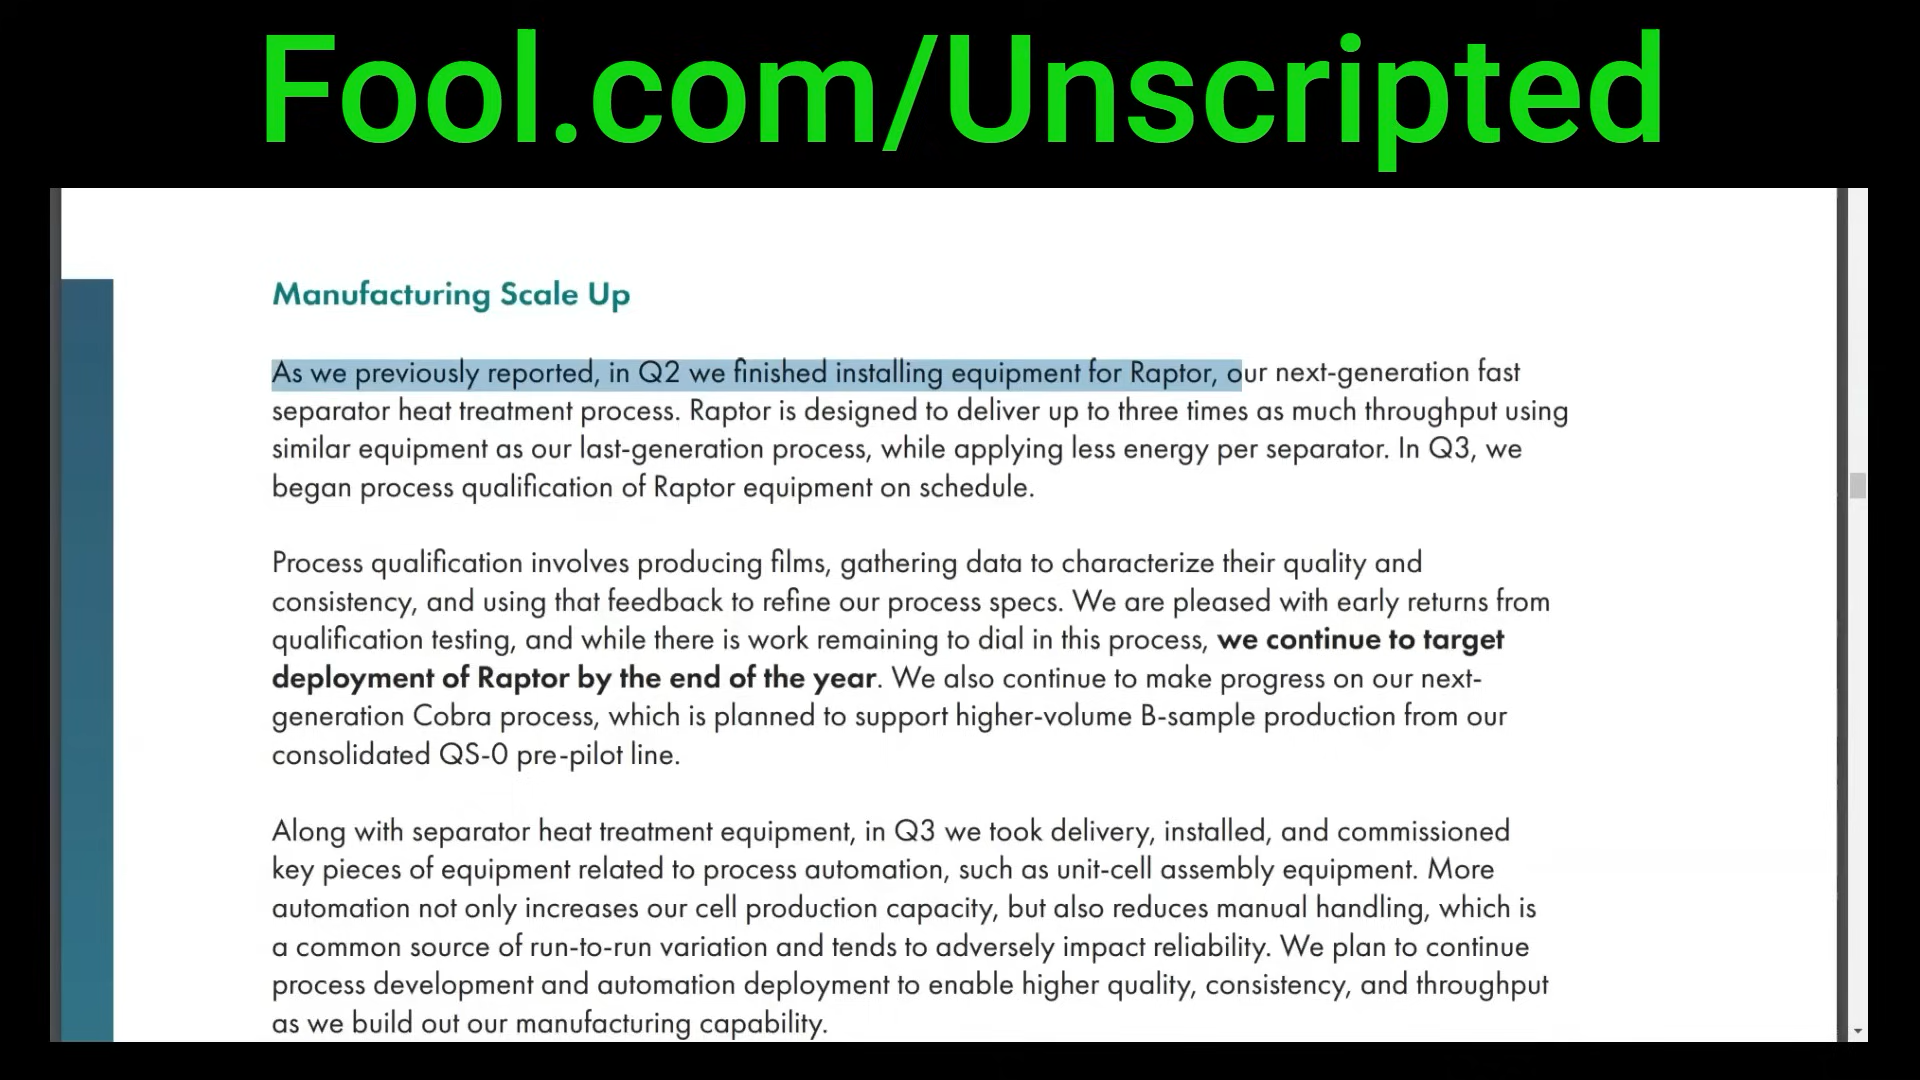 Fool.com/Unscripted
Manufacturing Scale Up
As we previously reported, in Q2 we finished installing equipment for Raptor, our next-generation fast
separator heat treatment process. Raptor is designed to deliver up to three times as much throughput using
similar equipment as our last-generation process, while applying less energy per separator. In Q3, we
began process qualification of Raptor equipment on schedule.
Process qualification involves producing films, gathering data to characterize their quality and
consistency, and using that feedback to refine our process specs. We are pleased with early returns from
qualification testing, and while there is work remaining to dial in this process, we continue to target
deployment of Raptor by the end of the year. We also continue to make progress on our next-
generation Cobra process, which is planned to support higher-volume B-sample production from our
consolidated QS-0 pre-pilot line.
Along with separator heat treatment equipment, in Q3 we took delivery, installed, and commissioned
key pieces of equipment related to process automation, such as unit-cell assembly equipment. More
automation not only increases our cell production capacity, but also reduces manual handling, which is
a common source of run-to-run variation and tends to adversely impact reliability. We plan to continue
process development and automation deployment to enable higher quality, consistency, and throughput
as we build out our manufacturing capability.